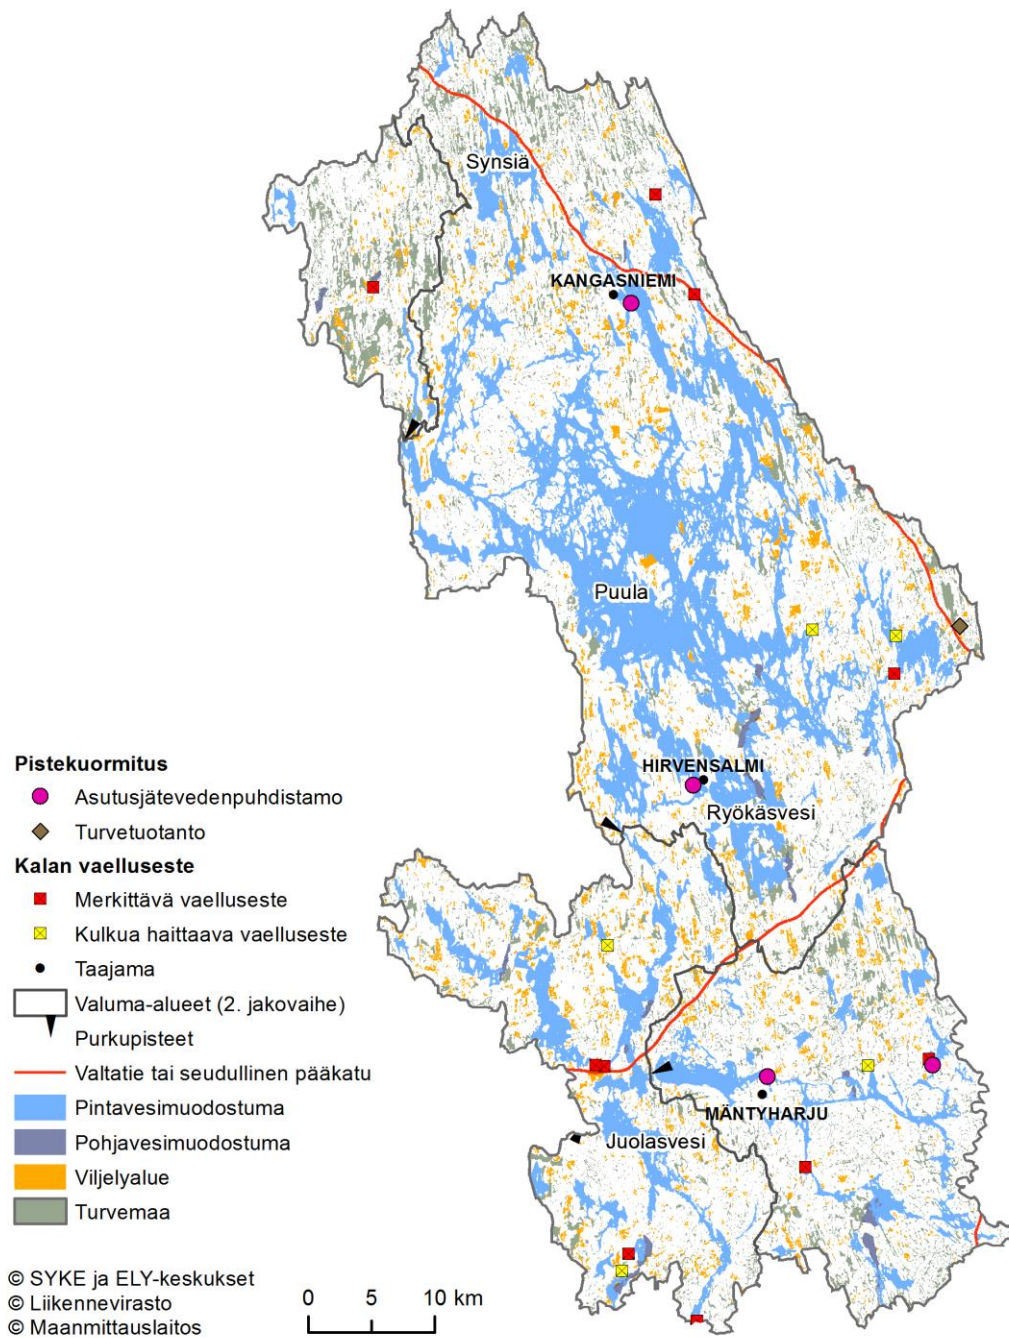 Synsiä
KANGASNIEMI
Puula
HIRVENSALMI
Ryökäsvesi
MÄNTYHARJU
Juolasvesi
Pistekuormitus
Asutusjätevedenpuhdistamo
Turvetuotanto
Kalan vaelluseste
Merkittävä vaelluseste
Kulkua haittaava vaelluseste
Taajama
Valuma-alueet (2. jakovaihe)
Purkupisteet
Valtatie tai seudullinen pääkatu
Pintavesimuodostuma
Pohjavesimuodostuma
Viljelyalue
Turvemaa
© SYKE ja ELY-keskukset
© Liikennevirasto
© Maanmittauslaitos
0 5 10 km